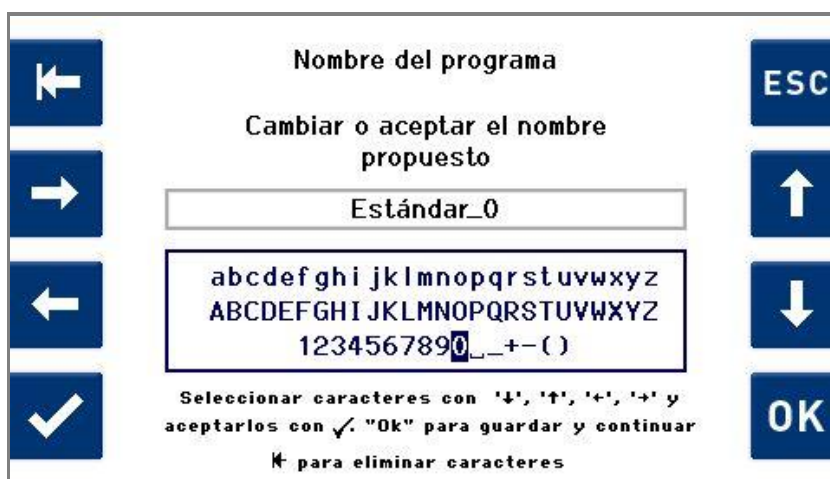 Nombre del programa
ESC
Cambiar o aceptar el nombre
propuesto
Estándar_0
abcdefghijklmnopqrstuvwxyz
ABCDEFGHIJKLMNOPQRSTUVWXYZ
1234567890␣_+-()
Seleccionar caracteres con '↓', '↑', '←', '→' y
aceptarlos con ✓. "Ok" para guardar y continuar
OK
⇤ para eliminar caracteres